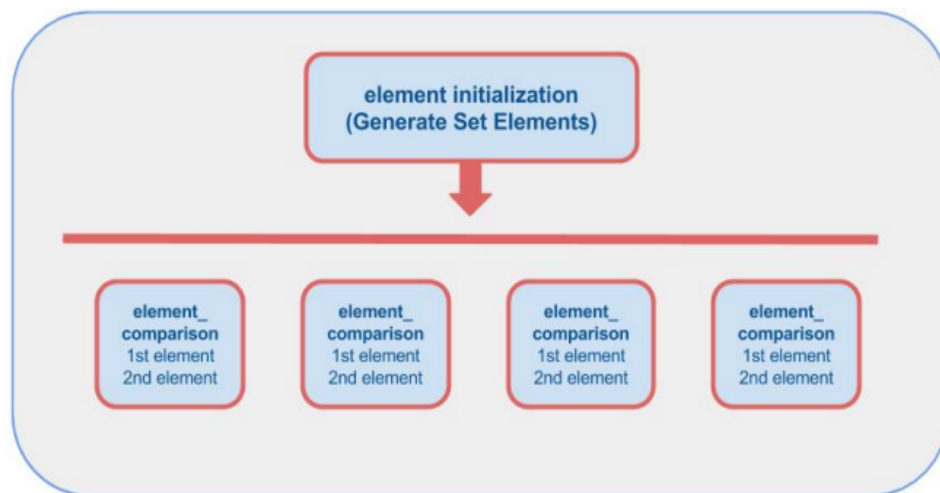 element initialization
(Generate Set Elements)
element_
comparison
1st element
2nd element
element_
comparison
1st element
2nd element
element_
comparison
1st element
2nd element
element_
comparison
1st element
2nd element